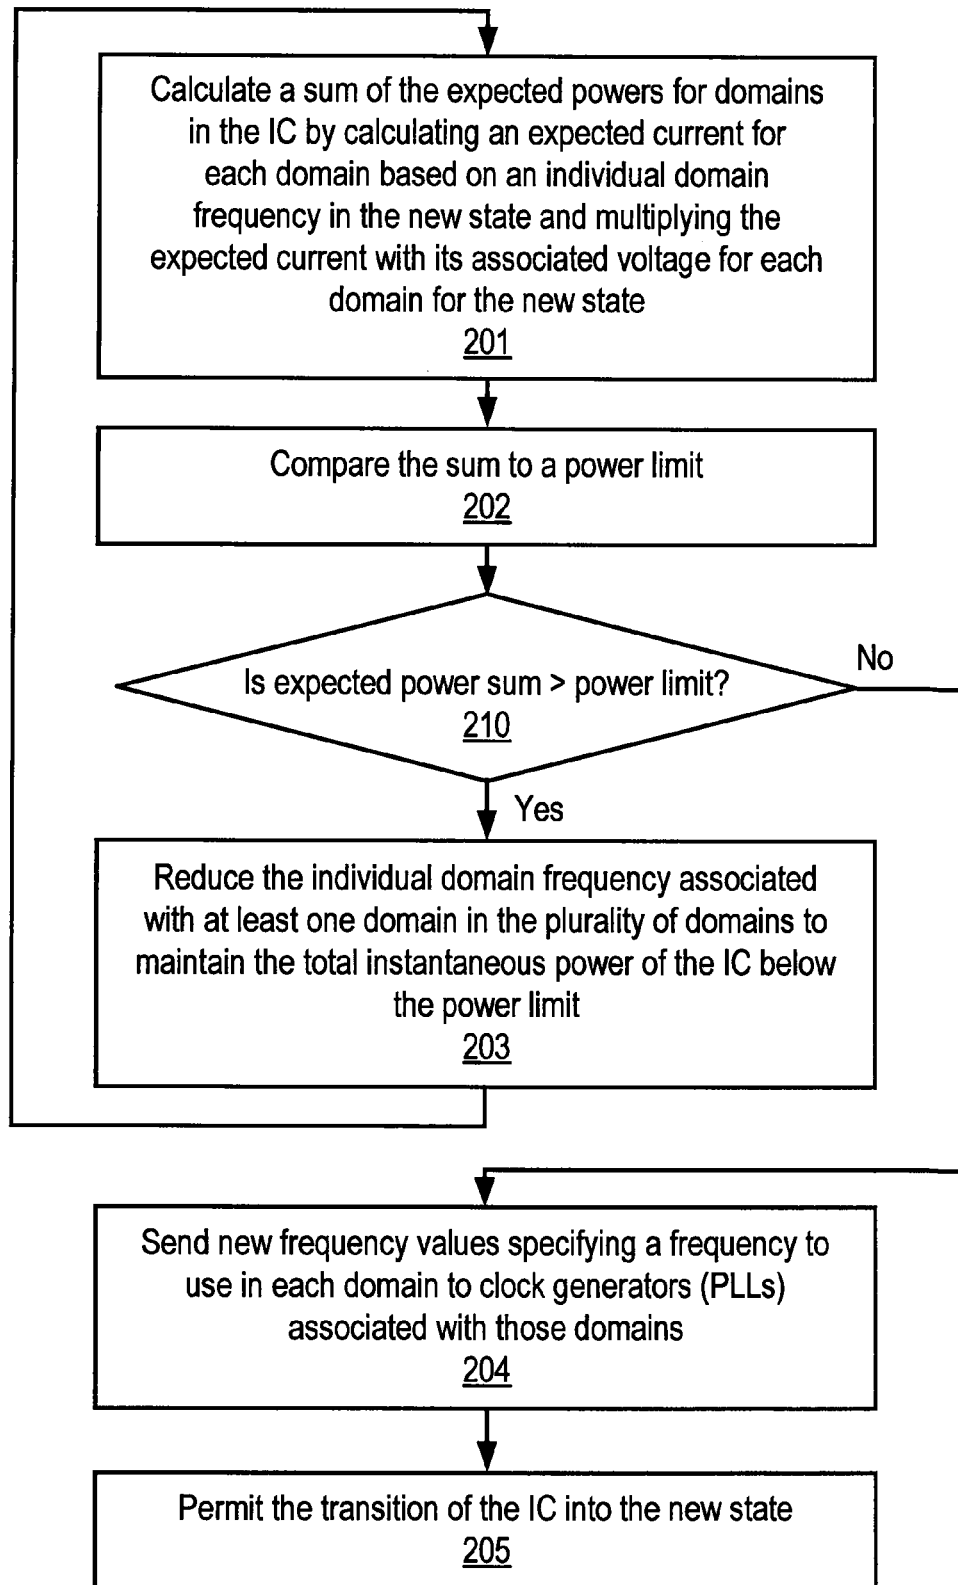 Calculate a sum of the expected powers for domains
in the IC by calculating an expected current for
each domain based on an individual domain
frequency in the new state and multiplying the
expected current with its associated voltage for each
domain for the new state
201
Compare the sum to a power limit
202
Is expected power sum > power limit?
210
No
Yes
Reduce the individual domain frequency associated
with at least one domain in the plurality of domains to
maintain the total instantaneous power of the IC below
the power limit
203
Send new frequency values specifying a frequency to
use in each domain to clock generators (PLLs)
associated with those domains
204
Permit the transition of the IC into the new state
205